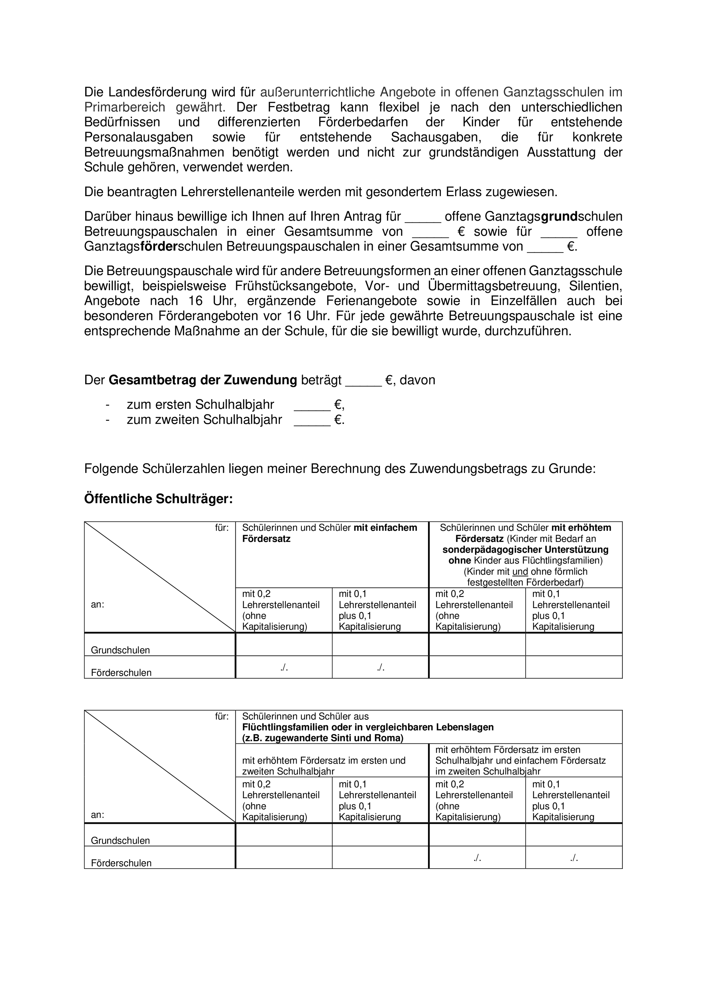 Die Landesförderung wird für außerunterrichtliche Angebote in offenen Ganztagsschulen im
Primarbereich gewährt. Der Festbetrag kann flexibel je nach den unterschiedlichen
Bedürfnissen und differenzierten Förderbedarfen der Kinder für entstehende
Personalausgaben sowie für entstehende Sachausgaben, die für konkrete
Betreuungsmaßnahmen benötigt werden und nicht zur grundständigen Ausstattung der
Schule gehören, verwendet werden.
Die beantragten Lehrerstellenanteile werden mit gesondertem Erlass zugewiesen.
Darüber hinaus bewillige ich Ihnen auf Ihren Antrag für _____ offene Ganztagsgrundschulen
Betreuungspauschalen in einer Gesamtsumme von _____ € sowie für _____ offene
Ganztagsförderschulen Betreuungspauschalen in einer Gesamtsumme von _____ €.
Die Betreuungspauschale wird für andere Betreuungsformen an einer offenen Ganztagsschule
bewilligt, beispielsweise Frühstücksangebote, Vor- und Übermittagsbetreuung, Silentien,
Angebote nach 16 Uhr, ergänzende Ferienangebote sowie in Einzelfällen auch bei
besonderen Förderangeboten vor 16 Uhr. Für jede gewährte Betreuungspauschale ist eine
entsprechende Maßnahme an der Schule, für die sie bewilligt wurde, durchzuführen.
Der Gesamtbetrag der Zuwendung beträgt _____ €, davon
- zum ersten Schulhalbjahr _____ €,
- zum zweiten Schulhalbjahr _____ €.
Folgende Schülerzahlen liegen meiner Berechnung des Zuwendungsbetrags zu Grunde:
Öffentliche Schulträger:
für:
an:
Schülerinnen und Schüler mit einfachem
Fördersatz
Schülerinnen und Schüler mit erhöhtem
Fördersatz (Kinder mit Bedarf an
sonderpädagogischer Unterstützung
ohne Kinder aus Flüchtlingsfamilien)
(Kinder mit und ohne förmlich
festgestellten Förderbedarf)
mit 0,2
Lehrerstellenanteil
(ohne
Kapitalisierung)
mit 0,1
Lehrerstellenanteil
plus 0,1
Kapitalisierung
mit 0,2
Lehrerstellenanteil
(ohne
Kapitalisierung)
mit 0,1
Lehrerstellenanteil
plus 0,1
Kapitalisierung
Grundschulen
Förderschulen ./. ./.
für:
an:
Schülerinnen und Schüler aus
Flüchtlingsfamilien oder in vergleichbaren Lebenslagen
(z.B. zugewanderte Sinti und Roma)
mit erhöhtem Fördersatz im ersten und
zweiten Schulhalbjahr
mit erhöhtem Fördersatz im ersten
Schulhalbjahr und einfachem Fördersatz
im zweiten Schulhalbjahr
mit 0,2
Lehrerstellenanteil
(ohne
Kapitalisierung)
mit 0,1
Lehrerstellenanteil
plus 0,1
Kapitalisierung
mit 0,2
Lehrerstellenanteil
(ohne
Kapitalisierung)
mit 0,1
Lehrerstellenanteil
plus 0,1
Kapitalisierung
Grundschulen
Förderschulen ./. ./.